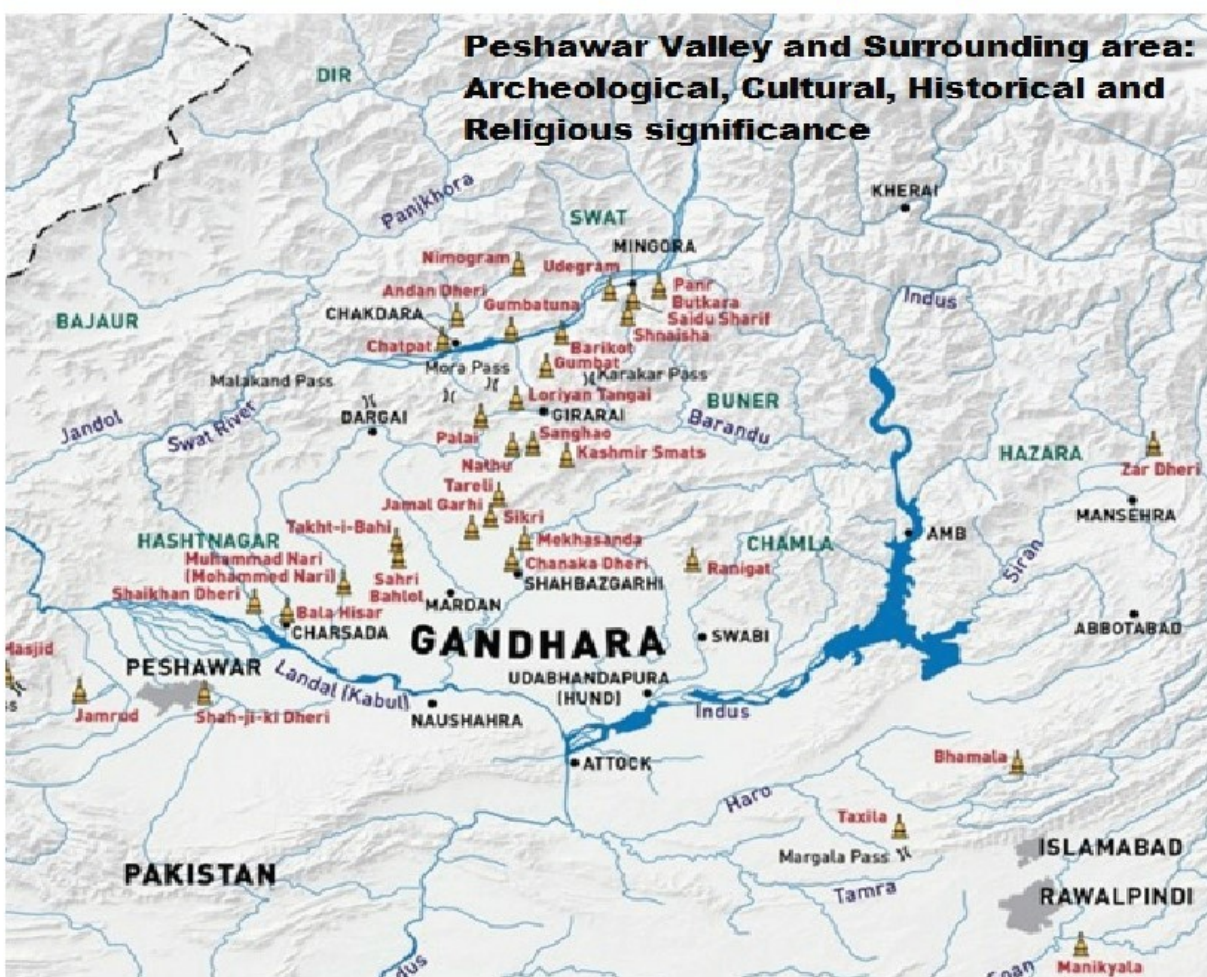 Peshawar Valley and Surrounding area:
Archeological, Cultural, Historical and
Religious significance
DIR
Panjkhora
KHERAI
SWAT
MINGORA
Nimogram
Udegram
Panr
Andan Dheri
Gumbatuna
Butkara
Indus
CHAKDARA
Saidu Sharif
BAJAUR
Shnaisha
Chatpat
Barikot
Mora Pass
Gumbat
Karakar Pass
Malakand Pass
Loriyan Tangai
BUNER
Jandol
Swat River
DARGAI
GIRARAI
Barandu
Palai
Sanghao
HAZARA
Nathu
Kashmir Smats
Zar Dheri
Tareli
Jamal Garhi
Sikri
MANSEHRA
Takht-i-Bahi
HASHTNAGAR
Mekhasanda
CHAMLA
AMB
Siran
Muhammad Nari
(Mohammed Naril)
Chanaka Dheri
Ranigat
Sahri
Bahlol
SHAHBAZGARHI
Shaikhan Dheri
MARDAN
Bala Hisar
CHARSADA
GANDHARA
SWABI
ABBOTABAD
Masjid
PESHAWAR
Landal (Kabul)
UDABHANDAPURA
(HUND)
Jamrud
Shah-ji-ki Dheri
NAUSHAHRA
Indus
ATTOCK
Bhamala
Haro
Taxila
Margala Pass
ISLAMABAD
PAKISTAN
Tamra
RAWALPINDI
Manikyala